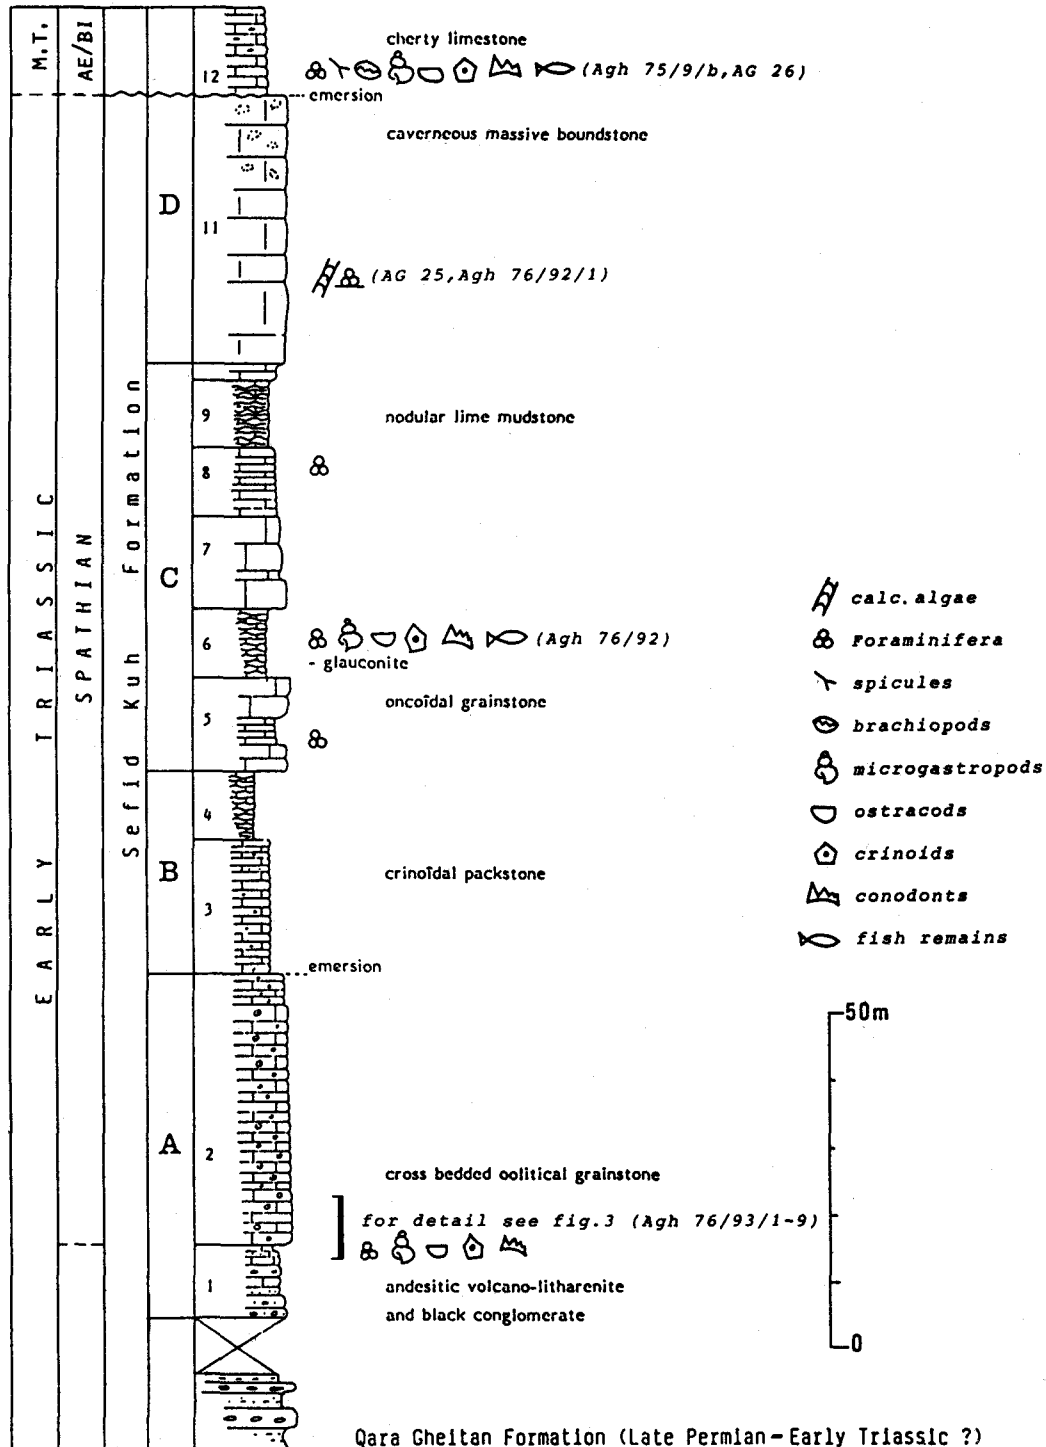 M.T.
AE/BI
EARLY TRIASSIC
SPATHIAN
Sefid Kuh Formation
D
C
B
A
12
11
9
8
7
6
5
4
3
2
1
cherty limestone
(Agh 75/9/b,AG 26)
emersion
caverneous massive boundstone
(AG 25,Agh 76/92/1)
nodular lime mudstone
(Agh 76/92)
- glauconite
oncoïdal grainstone
crinoïdal packstone
emersion
cross bedded oolitical grainstone
for detail see fig.3 (Agh 76/93/1-9)
andesitic volcano-litharenite
and black conglomerate
Qara Gheitan Formation (Late Permian-Early Triassic ?)
calc.algae
Foraminifera
spicules
brachiopods
microgastropods
ostracods
crinoids
conodonts
fish remains
50m
0